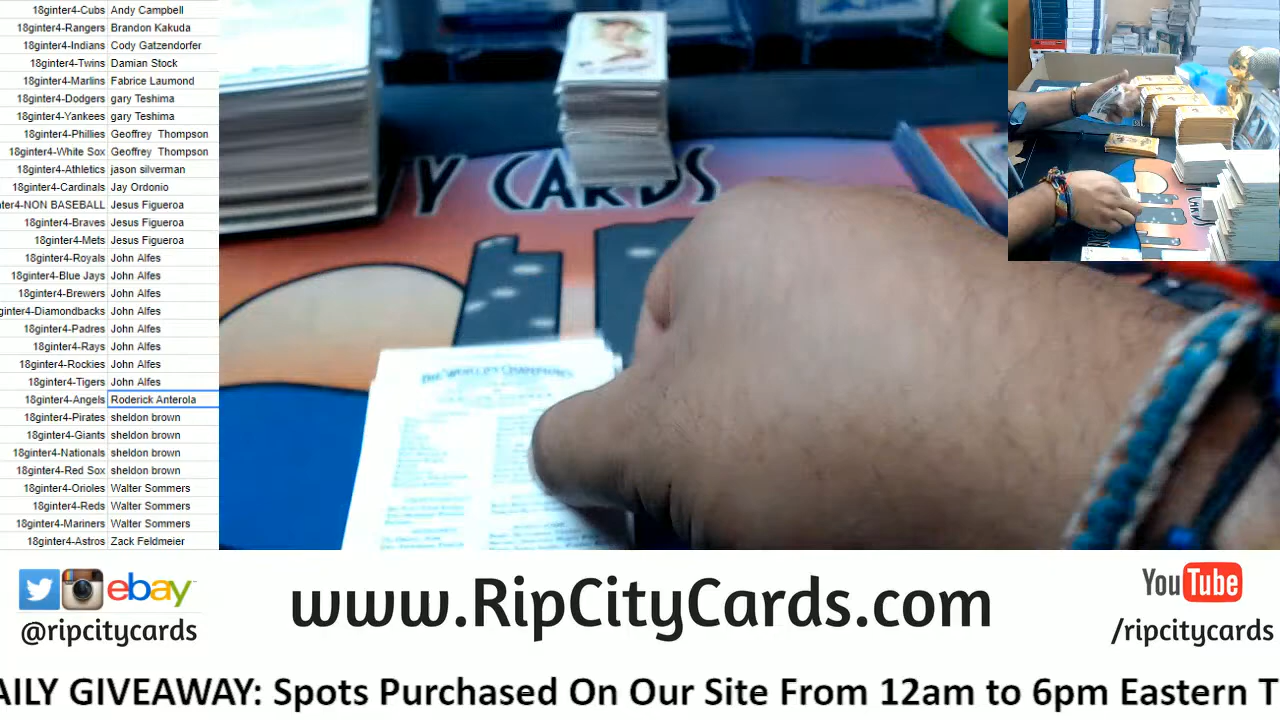 18ginter4-Cubs Andy Campbell
18ginter4-Rangers Brandon Kakuda
18ginter4-Indians Cody Gatzendorfer
18ginter4-Twins Damian Stock
18ginter4-Marlins Fabrice Laumond
18ginter4-Dodgers gary Teshima
18ginter4-Yankees gary Teshima
18ginter4-Phillies Geoffrey Thompson
18ginter4-White Sox Geoffrey Thompson
18ginter4-Athletics jason silverman
18ginter4-Cardinals Jay Ordonio
nter4-NON BASEBALL Jesus Figueroa
18ginter4-Braves Jesus Figueroa
18ginter4-Mets Jesus Figueroa
18ginter4-Royals John Alfes
18ginter4-Blue Jays John Alfes
18ginter4-Brewers John Alfes
ginter4-Diamondbacks John Alfes
18ginter4-Padres John Alfes
18ginter4-Rays John Alfes
18ginter4-Rockies John Alfes
18ginter4-Tigers John Alfes
18ginter4-Angels Roderick Anterola
18ginter4-Pirates sheldon brown
18ginter4-Giants sheldon brown
18ginter4-Nationals sheldon brown
18ginter4-Red Sox sheldon brown
18ginter4-Orioles Walter Sommers
18ginter4-Reds Walter Sommers
18ginter4-Mariners Walter Sommers
18ginter4-Astros Zack Feldmeier
Y CARDS
THE WORLD'S CHAMPIONS
ebay
@ripcitycards
www.RipCityCards.com
YouTube
/ripcitycards
AILY GIVEAWAY: Spots Purchased On Our Site From 12am to 6pm Eastern T